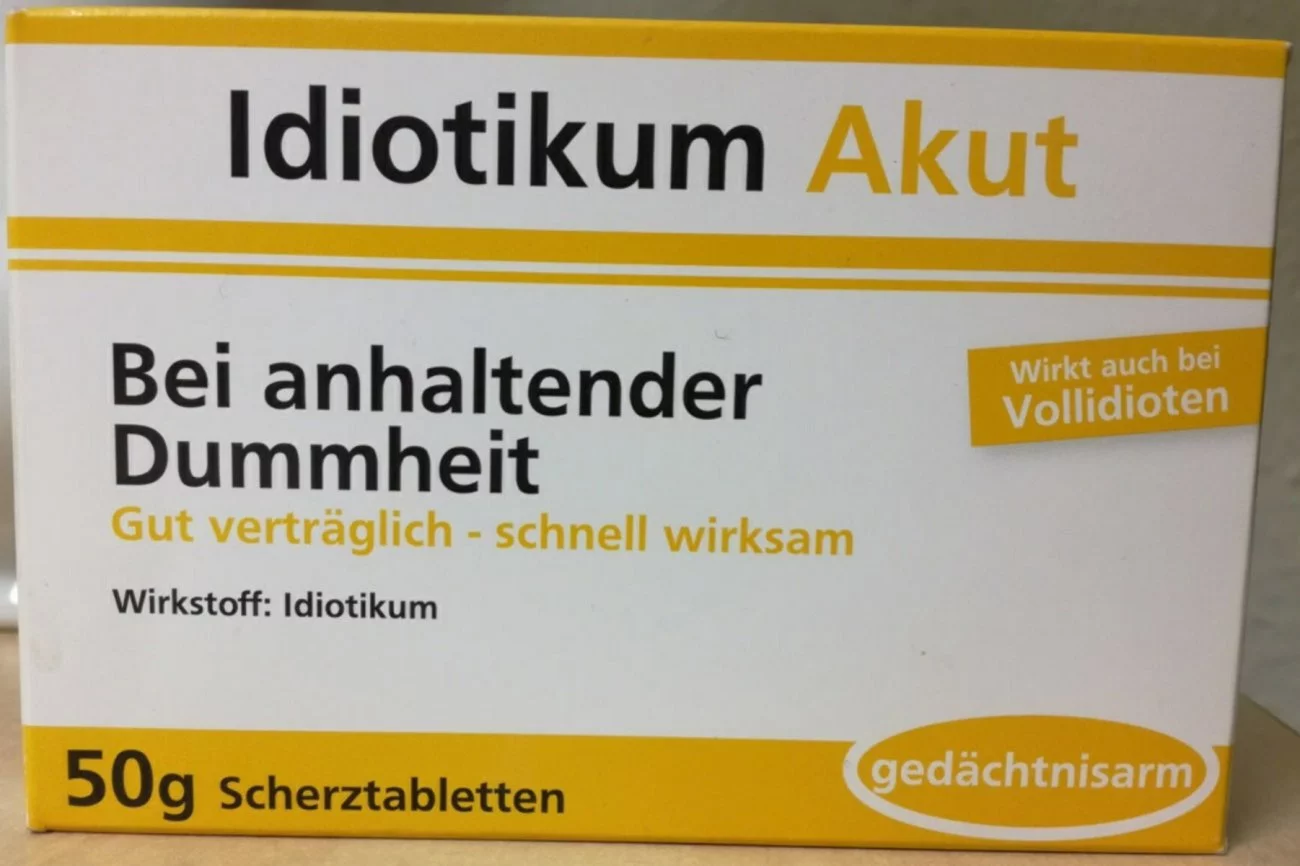 Idiotikum Akut
Bei anhaltender
Dummheit
Gut verträglich - schnell wirksam
Wirkstoff: Idiotikum
Wirkt auch bei
Vollidioten
50g Scherztabletten
gedächtnisarm